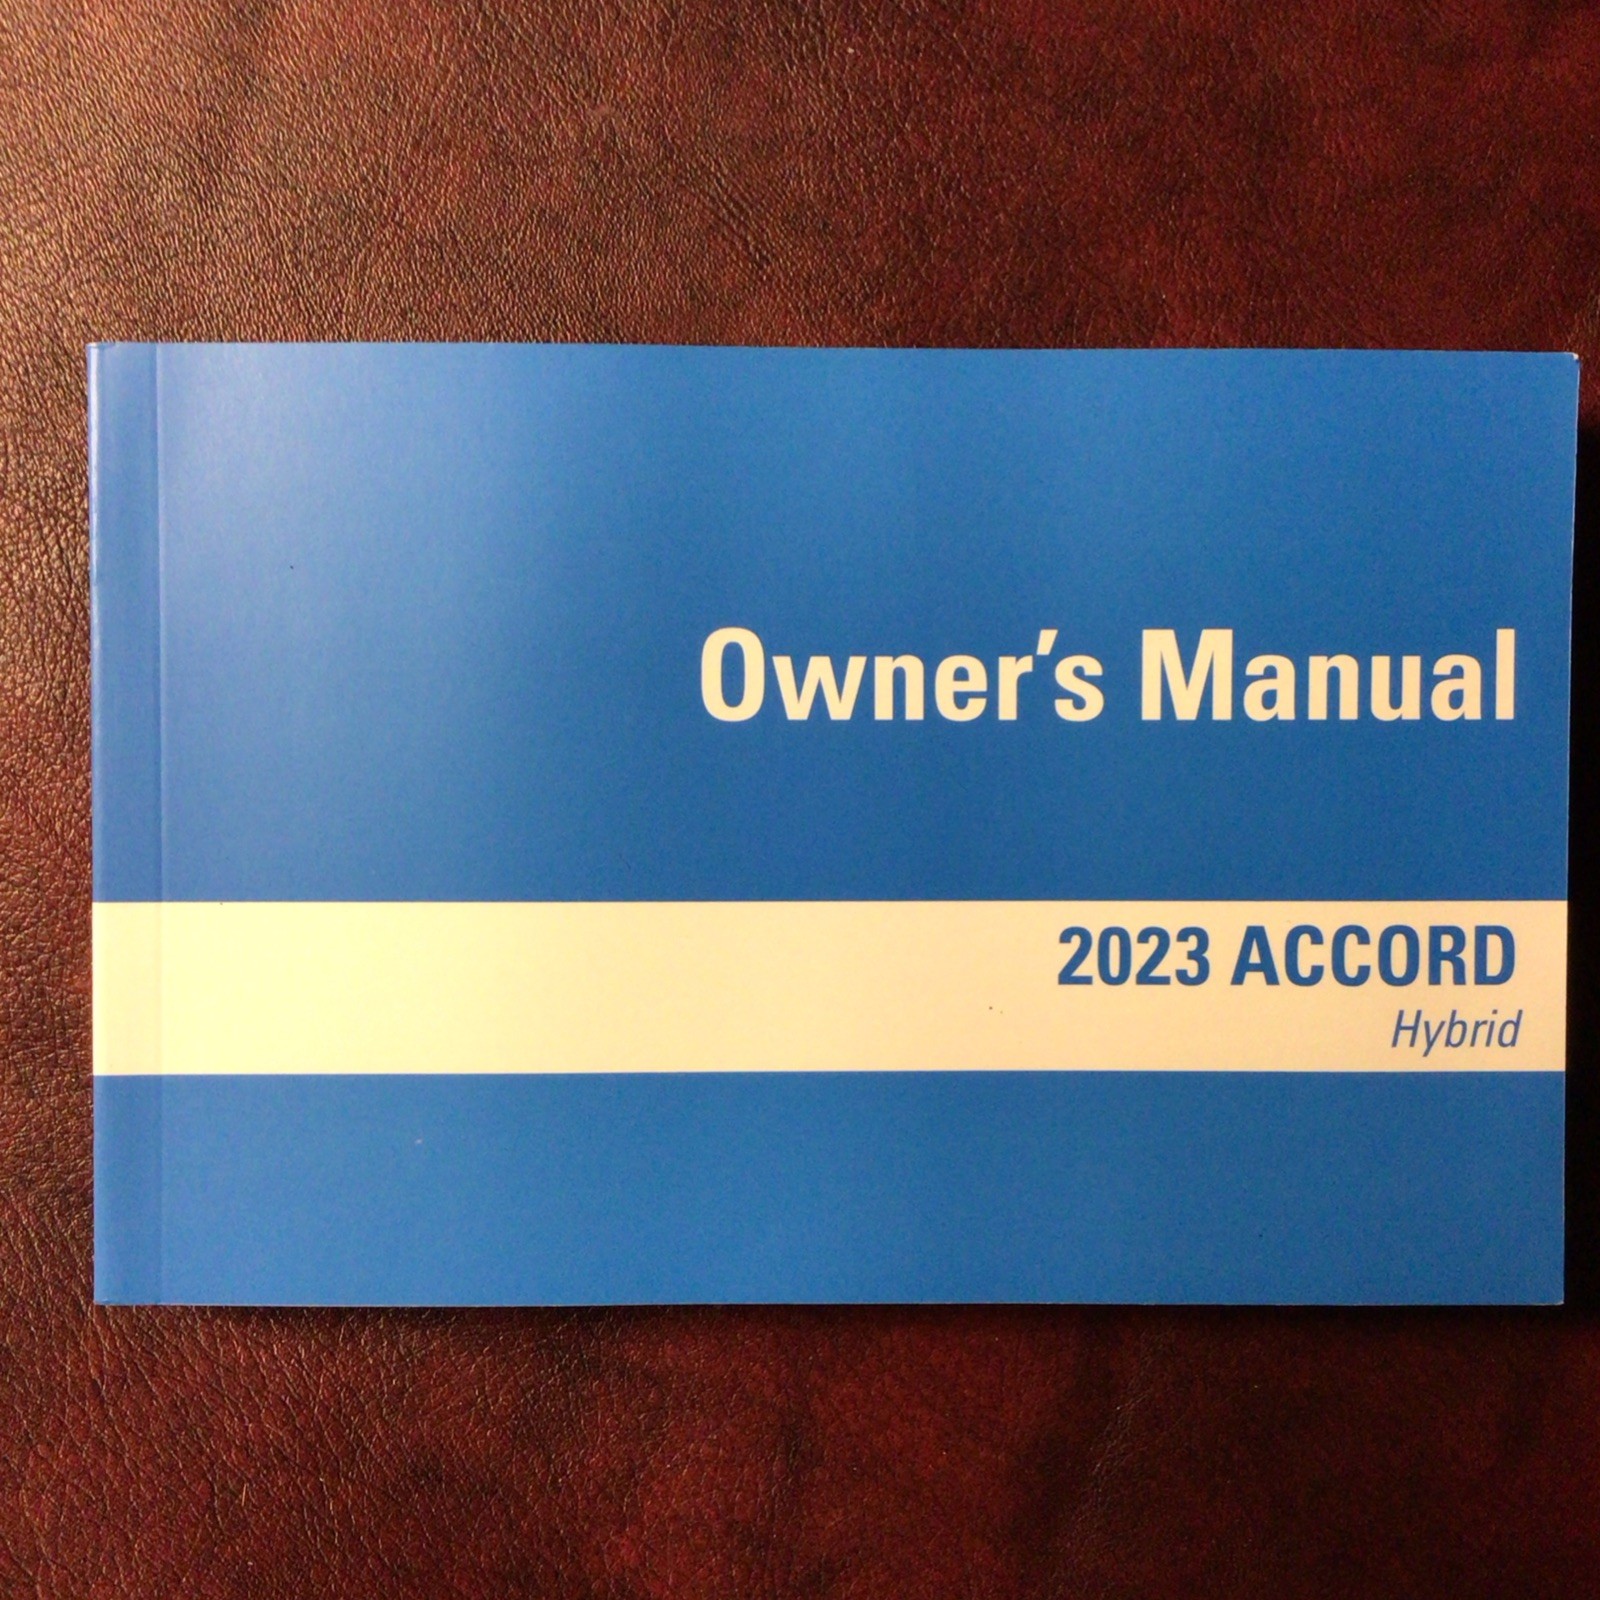 Owner’s Manual
2023 ACCORD
Hybrid